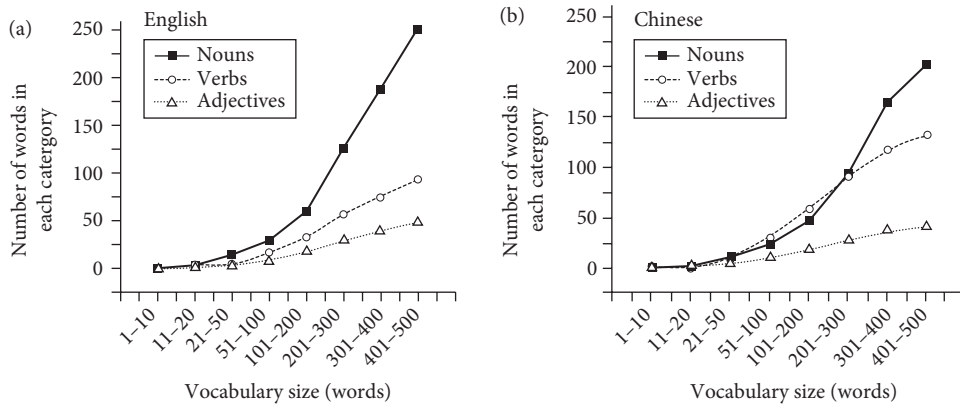 (a)
English
Nouns
Verbs
Adjectives
250
200
150
100
50
0
Number of words in
each catergory
1–10
11–20
21–50
51–100
101–200
201–300
301–400
401–500
Vocabulary size (words)
(b)
Chinese
Nouns
Verbs
Adjectives
250
200
150
100
50
0
Number of words in
each catergory
1–10
11–20
21–50
51–100
101–200
201–300
301–400
401–500
Vocabulary size (words)